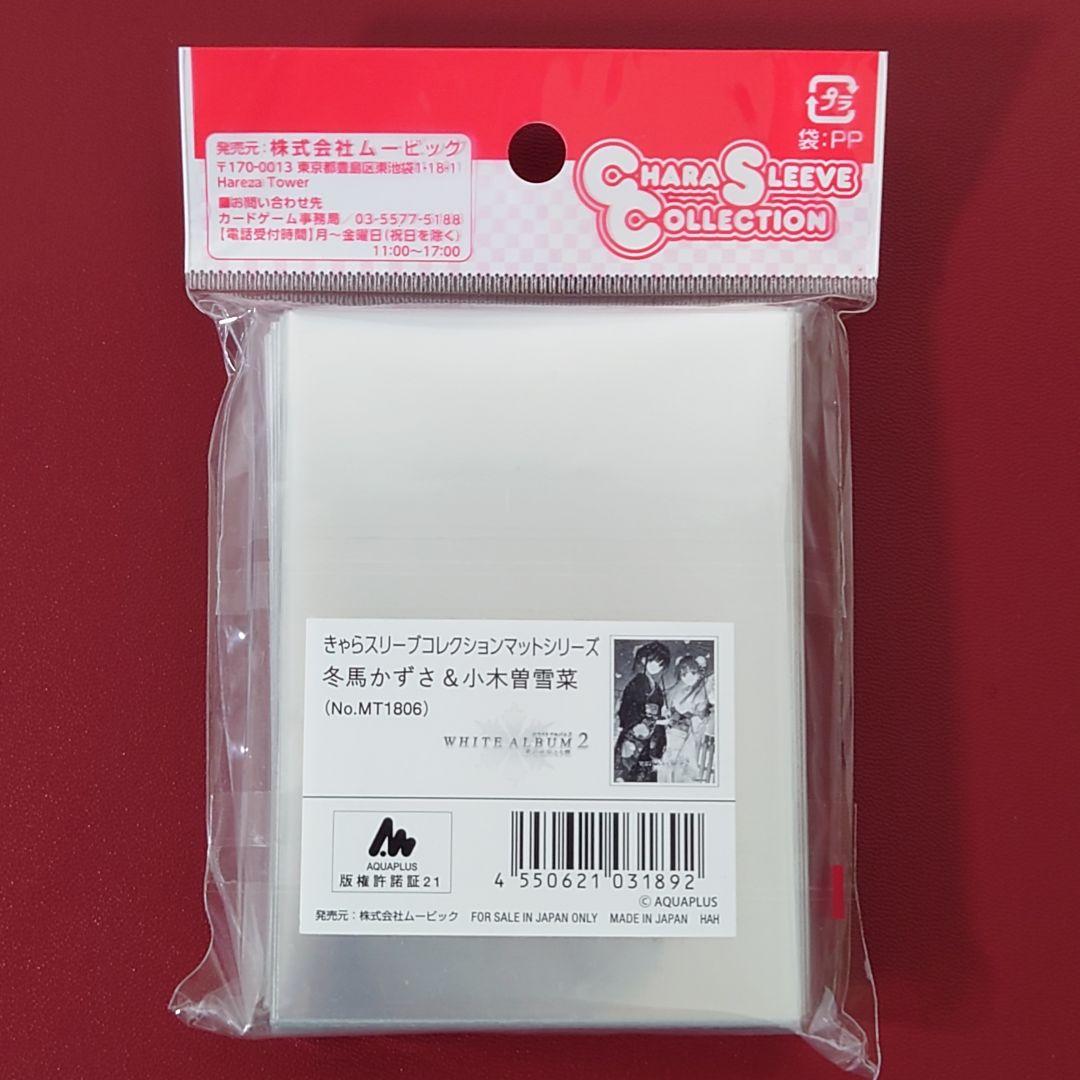 発売元：株式会社ムービック
〒170-0013 東京都豊島区東池袋1-18-1
Hareza Tower
■お問い合わせ先
カードゲーム事務局／03-5577-5188
【電話受付時間】月～金曜日(祝日を除く)
11:00～17:00
プラ
袋：PP
CHARA SLEEVE
COLLECTION
きゃらスリーブコレクションマットシリーズ
冬馬かずさ＆小木曽雪菜
(No.MT1806)
WHITE ALBUM 2
AQUAPLUS
版権許諾証21
4 550621 031892
© AQUAPLUS
発売元：株式会社ムービック FOR SALE IN JAPAN ONLY MADE IN JAPAN HAH